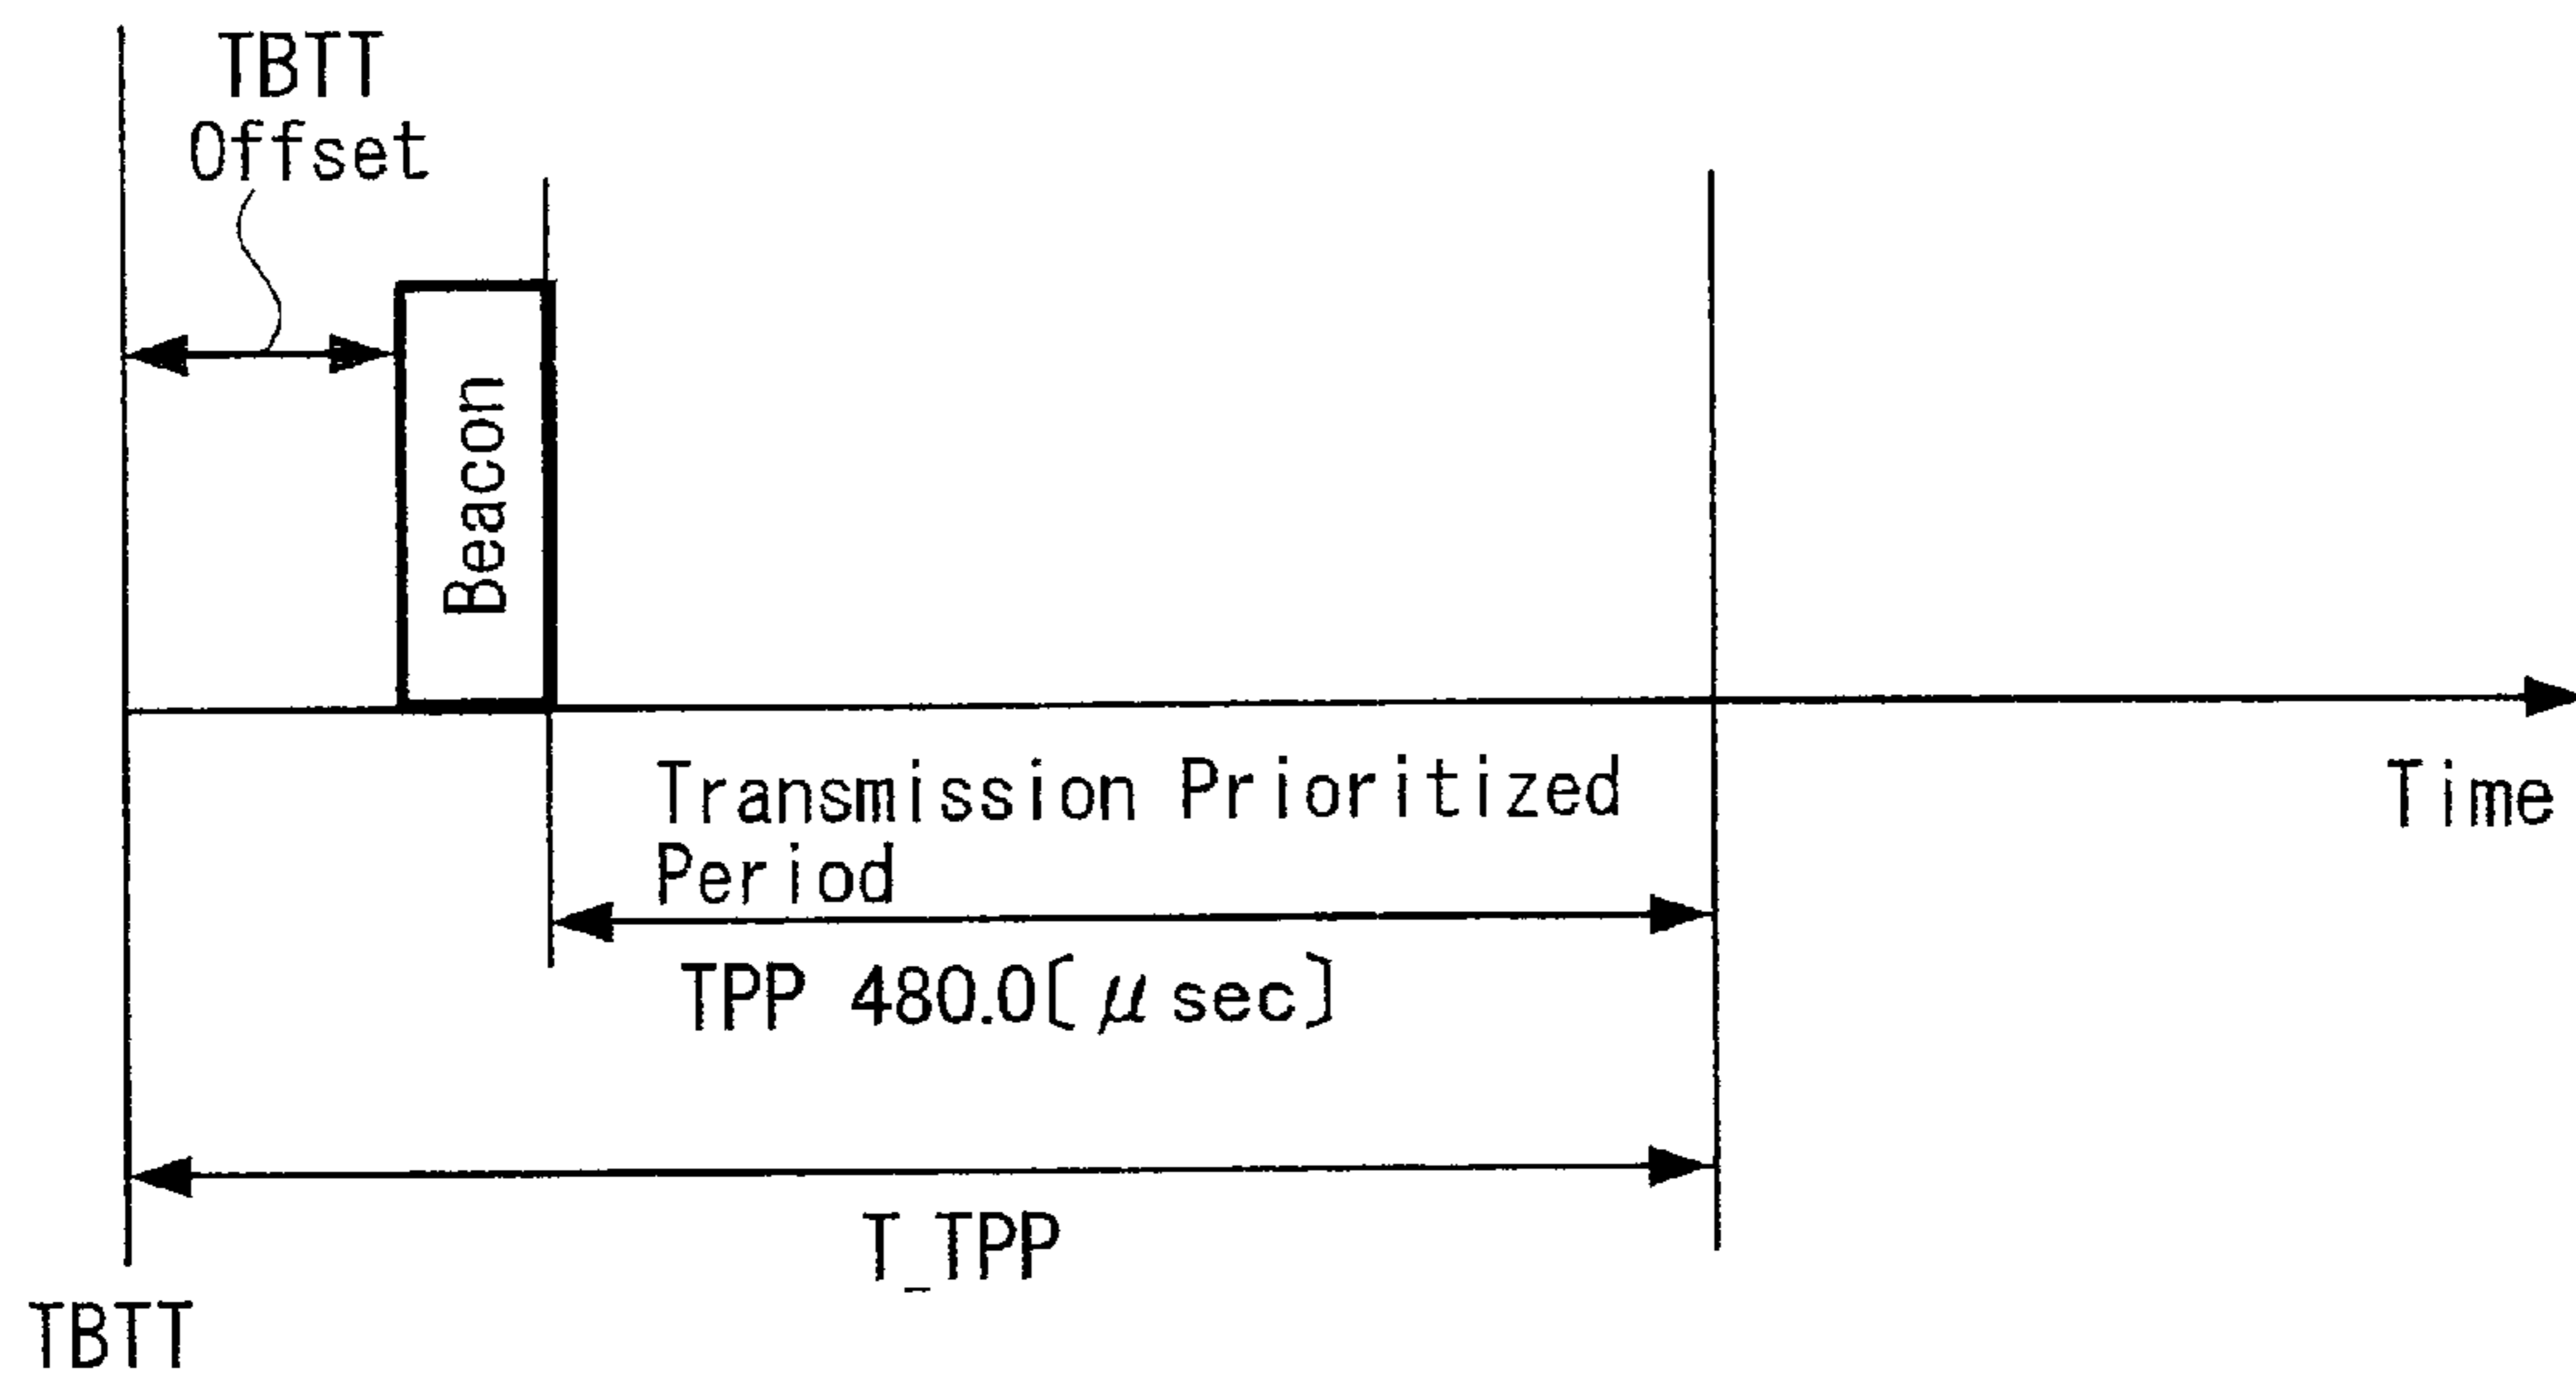 TBTT
Offset
Beacon
Transmission Prioritized
Period
Time
TPP 480.0[μsec]
T_TPP
TBTT